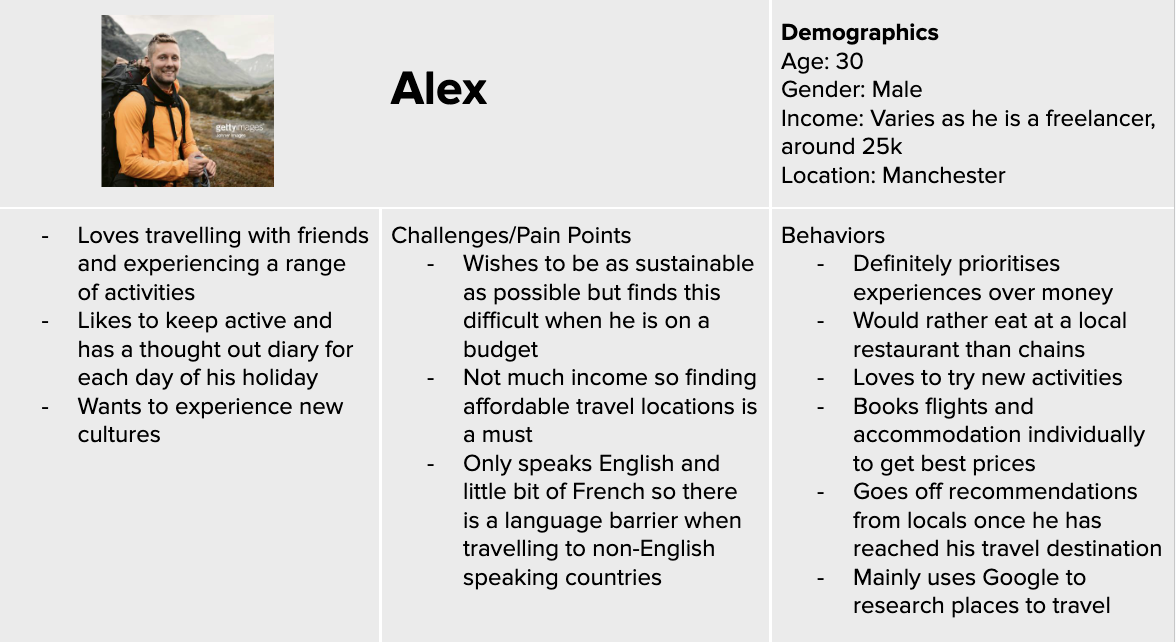 gettyimages
Alex
Demographics
Age: 30
Gender: Male
Income: Varies as he is a freelancer,
around 25k
Location: Manchester
- Loves travelling with friends
and experiencing a range
of activities
- Likes to keep active and
has a thought out diary for
each day of his holiday
- Wants to experience new
cultures
Challenges/Pain Points
- Wishes to be as sustainable
as possible but finds this
difficult when he is on a
budget
- Not much income so finding
affordable travel locations is
a must
- Only speaks English and
little bit of French so there
is a language barrier when
travelling to non-English
speaking countries
Behaviors
- Definitely prioritises
experiences over money
- Would rather eat at a local
restaurant than chains
- Loves to try new activities
- Books flights and
accommodation individually
to get best prices
- Goes off recommendations
from locals once he has
reached his travel destination
- Mainly uses Google to
research places to travel